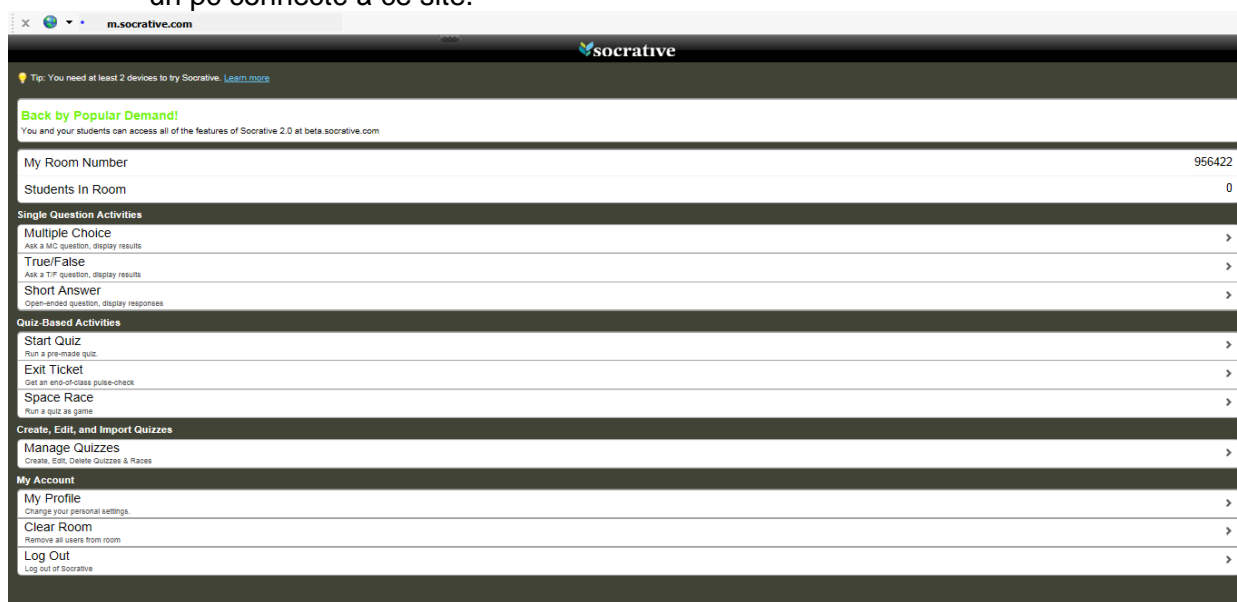 un pc connecté à ce site.
m.socrative.com
socrative
Tip: You need at least 2 devices to try Socrative. Learn more
Back by Popular Demand!
You and your students can access all of the features of Socrative 2.0 at beta.socrative.com
My Room Number 956422
Students In Room 0
Single Question Activities
Multiple Choice
Ask a MC question, display results
True/False
Ask a T/F question, display results
Short Answer
Open-ended question, display responses
Quiz-Based Activities
Start Quiz
Run a pre-made quiz.
Exit Ticket
Get an end-of-class pulse-check
Space Race
Run a quiz as game
Create, Edit, and Import Quizzes
Manage Quizzes
Create, Edit, Delete Quizzes & Races
My Account
My Profile
Change your personal settings.
Clear Room
Remove all users from room
Log Out
Log out of Socrative